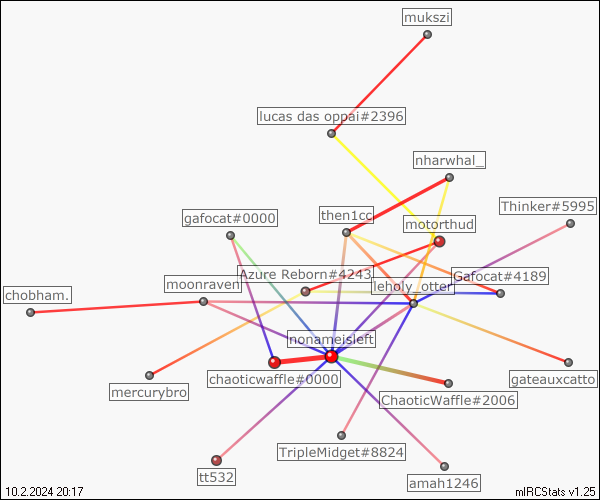 mukszi
lucas das oppai#2396
nharwhal_
Thinker#5995
gafocat#0000
then1cc
motorthud
Azure Reborn#4243
Gafocat#4189
moonraven
leholy_otter
chobham.
nonameisleft
chaoticwaffle#0000
gateauxcatto
mercurybro
ChaoticWaffle#2006
TripleMidget#8824
tt532
amah1246
10.2.2024 20:17
mIRCStats v1.25